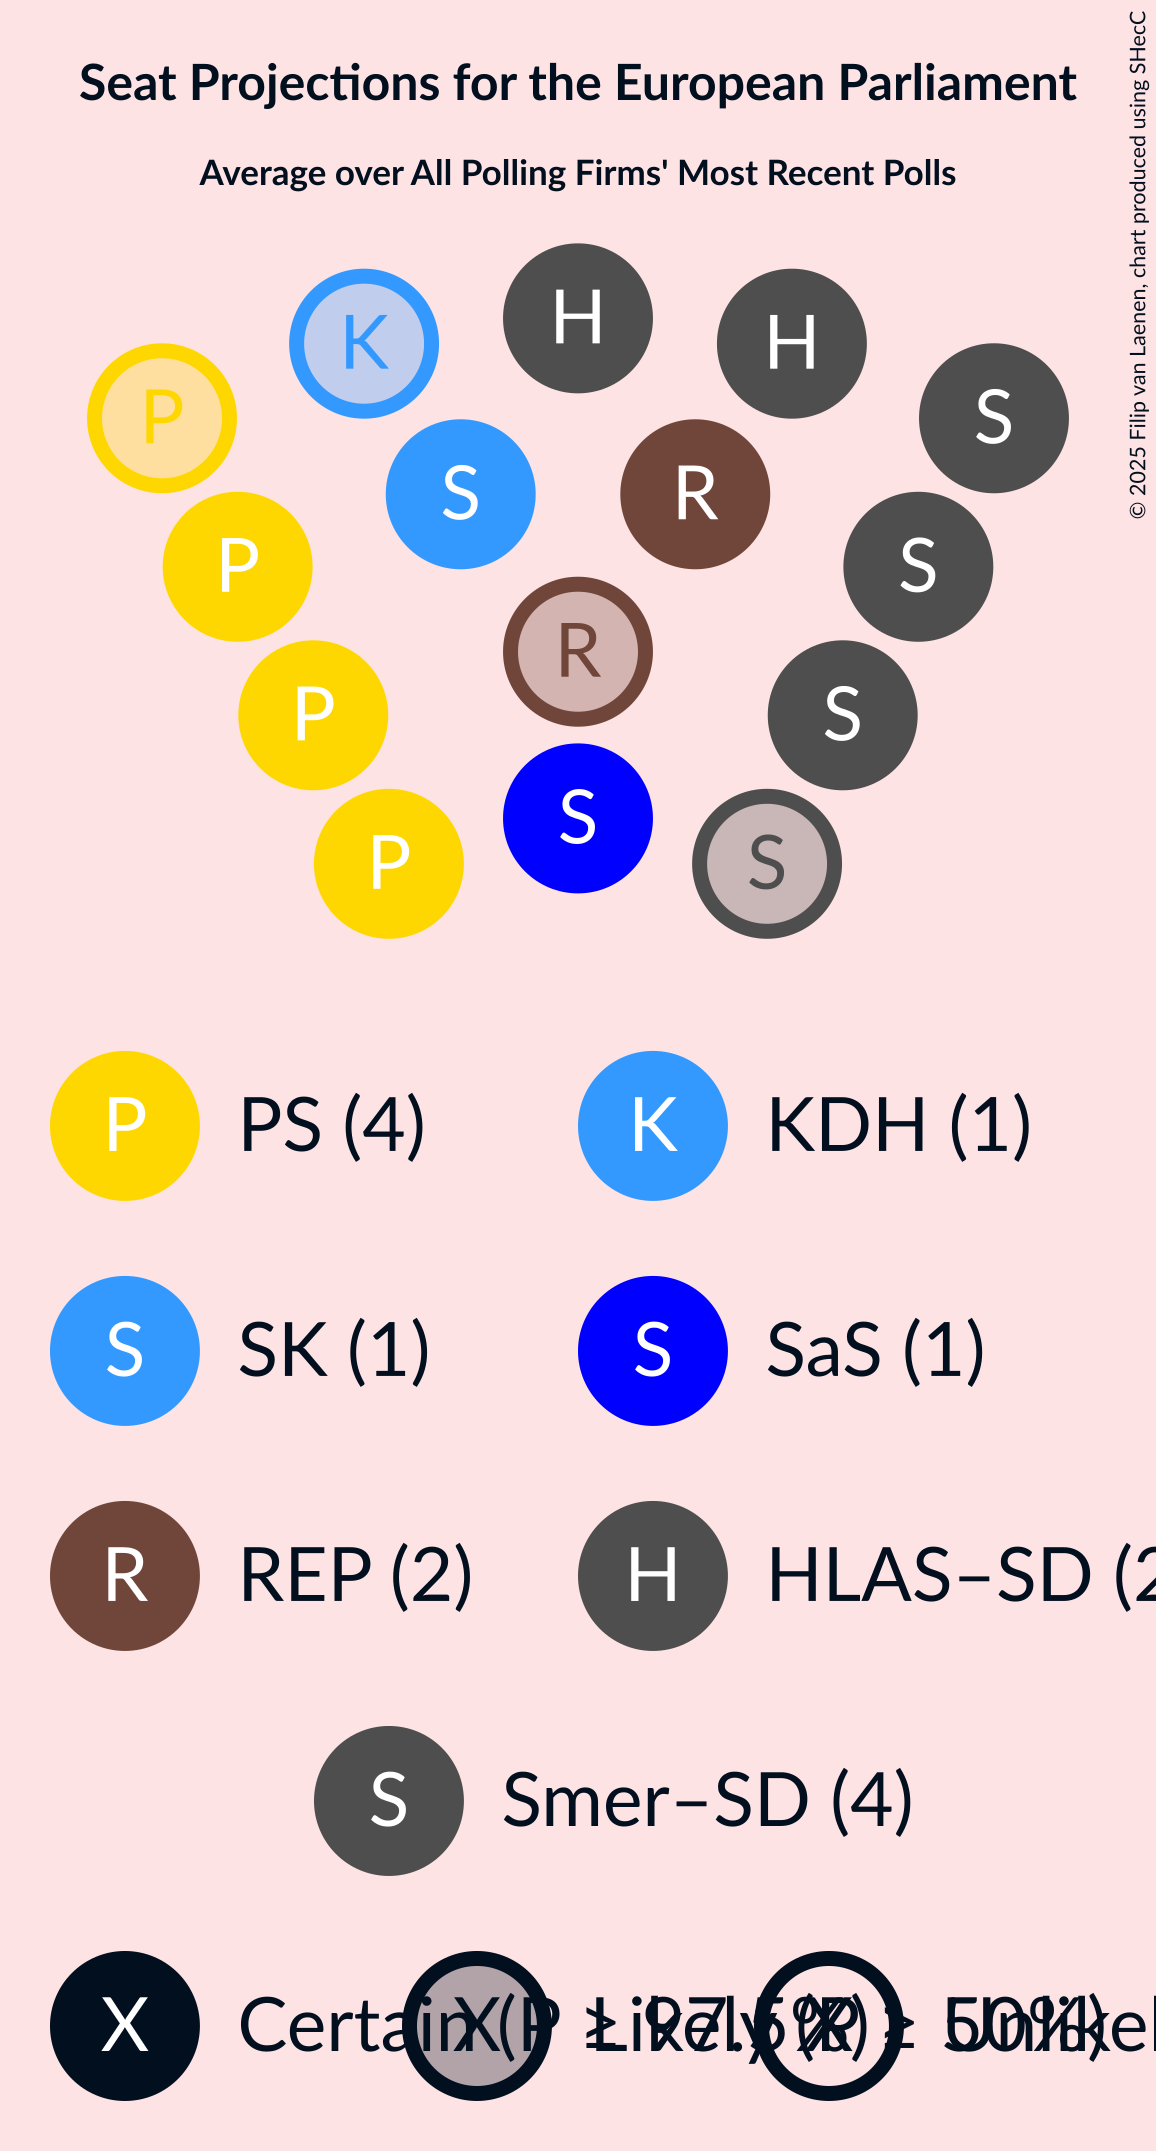 Seat Projections for the European Parliament
Average over All Polling Firms' Most Recent Polls
© 2025 Filip van Laenen, chart produced using SHecC
H
K H
P S
S R
P S
R
P S
S
P S
P PS (4) K KDH (1)
S SK (1) S SaS (1)
R REP (2) H HLAS–SD (2
S Smer–SD (4)
X Certain (P ≥ 97.5%) X Likely (P ≥ 50%) X